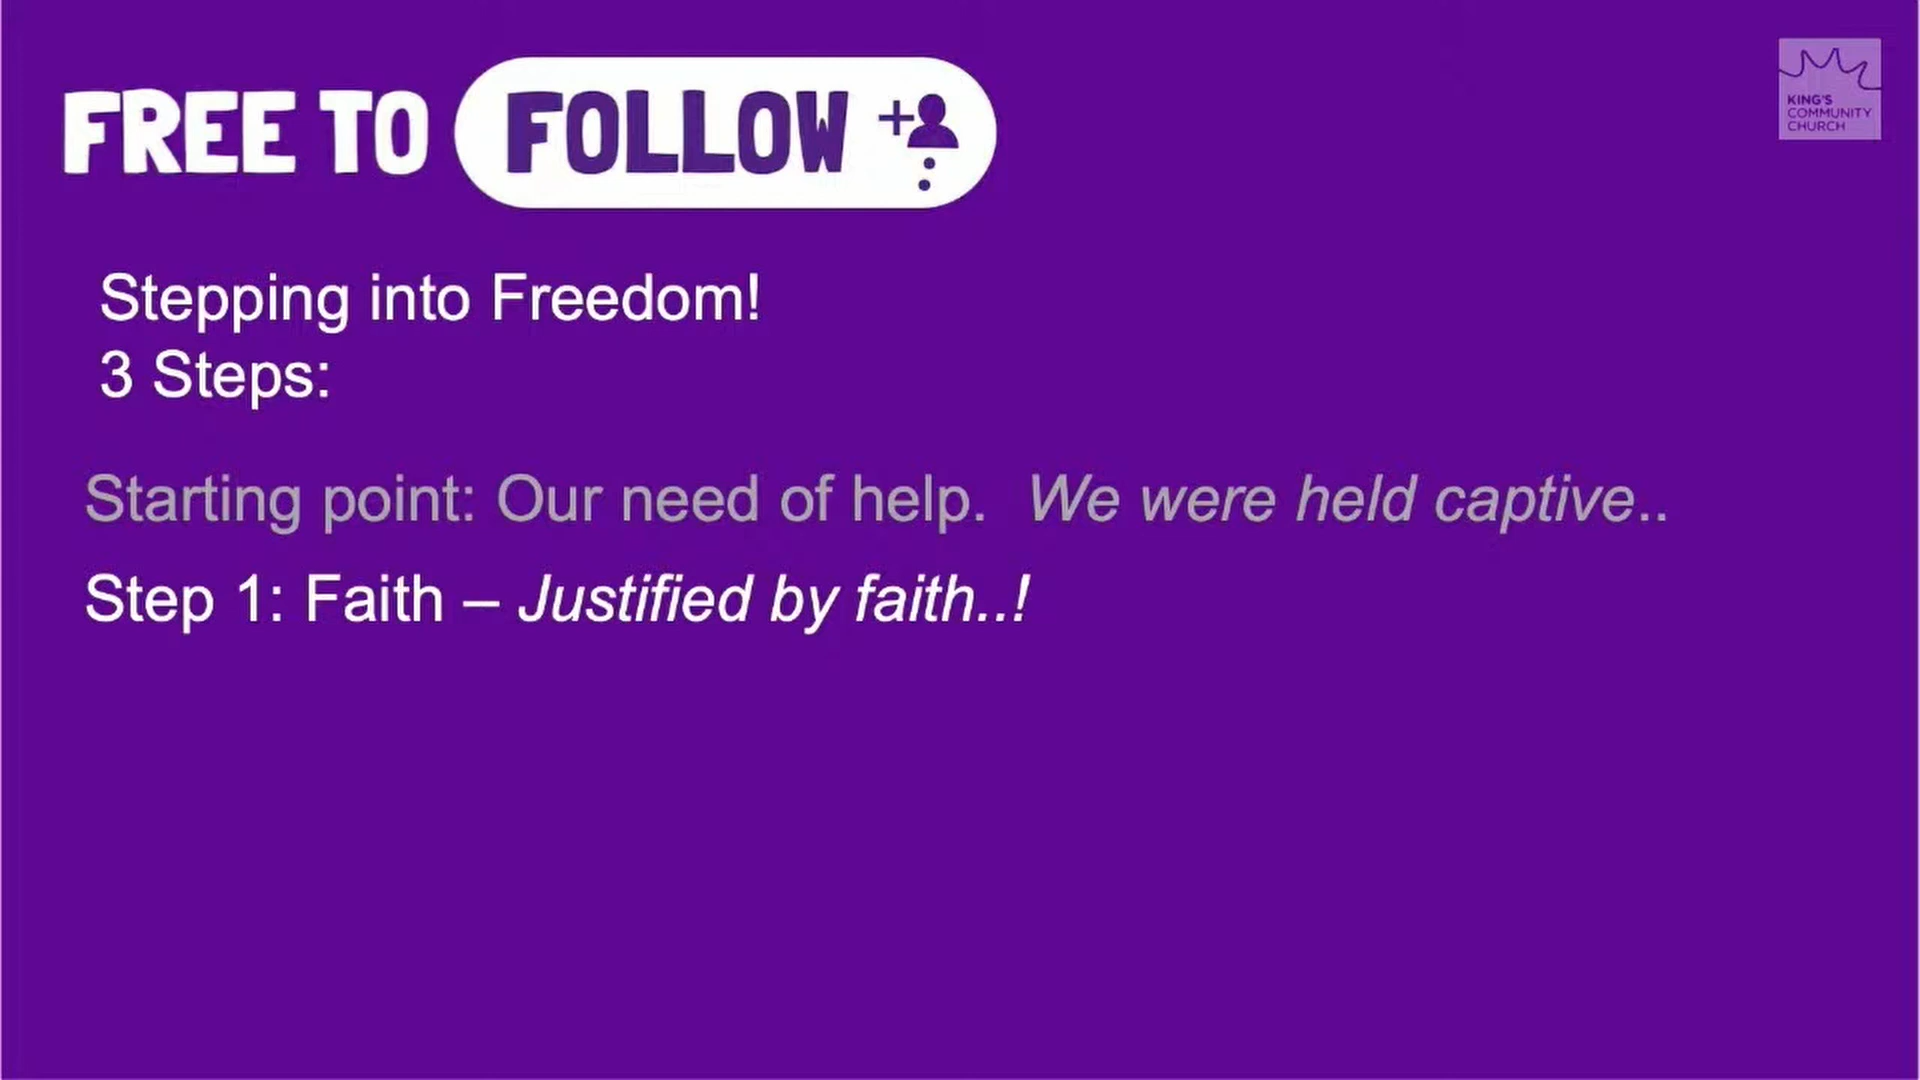 FREE TO FOLLOW
KING'S
COMMUNITY
CHURCH
Stepping into Freedom!
3 Steps:
Starting point: Our need of help. We were held captive..
Step 1: Faith – Justified by faith..!